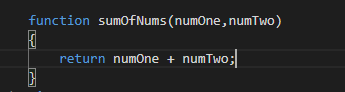 function sumOfNums(numOne,numTwo)
{
    return numOne + numTwo;
}